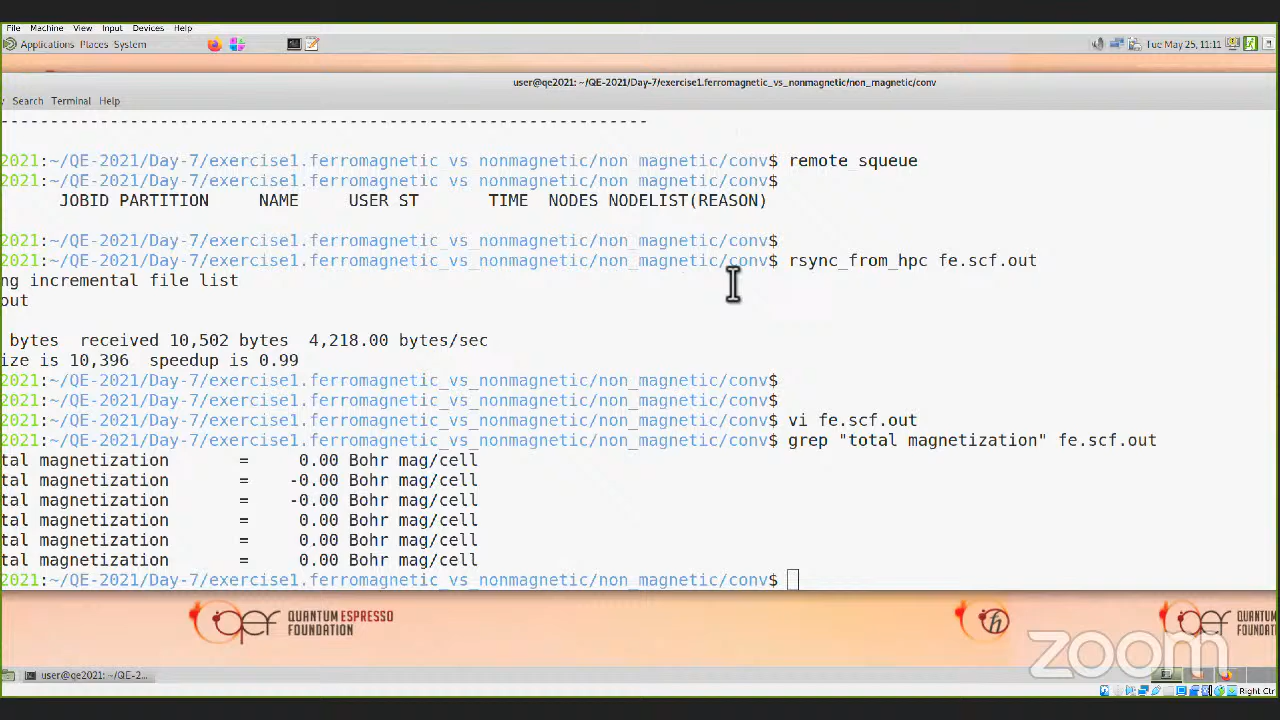 File Machine View Input Devices Help
Applications Places System Tue May 25, 11:11
user@qe2021: ~/QE-2021/Day-7/exercise1.ferromagnetic_vs_nonmagnetic/non_magnetic/conv
Search Terminal Help
----------------------------------------------------------------
2021:~/QE-2021/Day-7/exercise1.ferromagnetic_vs_nonmagnetic/non_magnetic/conv$ remote_squeue
2021:~/QE-2021/Day-7/exercise1.ferromagnetic_vs_nonmagnetic/non_magnetic/conv$
JOBID PARTITION NAME USER ST TIME NODES NODELIST(REASON)
2021:~/QE-2021/Day-7/exercise1.ferromagnetic_vs_nonmagnetic/non_magnetic/conv$
2021:~/QE-2021/Day-7/exercise1.ferromagnetic_vs_nonmagnetic/non_magnetic/conv$ rsync_from_hpc fe.scf.out
ng incremental file list
out
bytes received 10,502 bytes 4,218.00 bytes/sec
ize is 10,396 speedup is 0.99
2021:~/QE-2021/Day-7/exercise1.ferromagnetic_vs_nonmagnetic/non_magnetic/conv$
2021:~/QE-2021/Day-7/exercise1.ferromagnetic_vs_nonmagnetic/non_magnetic/conv$
2021:~/QE-2021/Day-7/exercise1.ferromagnetic_vs_nonmagnetic/non_magnetic/conv$ vi fe.scf.out
2021:~/QE-2021/Day-7/exercise1.ferromagnetic_vs_nonmagnetic/non_magnetic/conv$ grep "total magnetization" fe.scf.out
tal magnetization = 0.00 Bohr mag/cell
tal magnetization = -0.00 Bohr mag/cell
tal magnetization = -0.00 Bohr mag/cell
tal magnetization = 0.00 Bohr mag/cell
tal magnetization = 0.00 Bohr mag/cell
tal magnetization = 0.00 Bohr mag/cell
2021:~/QE-2021/Day-7/exercise1.ferromagnetic_vs_nonmagnetic/non_magnetic/conv$
qef QUANTUM ESPRESSO
FOUNDATION
ħ
qef QUANTUM
FOUNDAT
zoom
user@qe2021: ~/QE-2...
Right Ctr